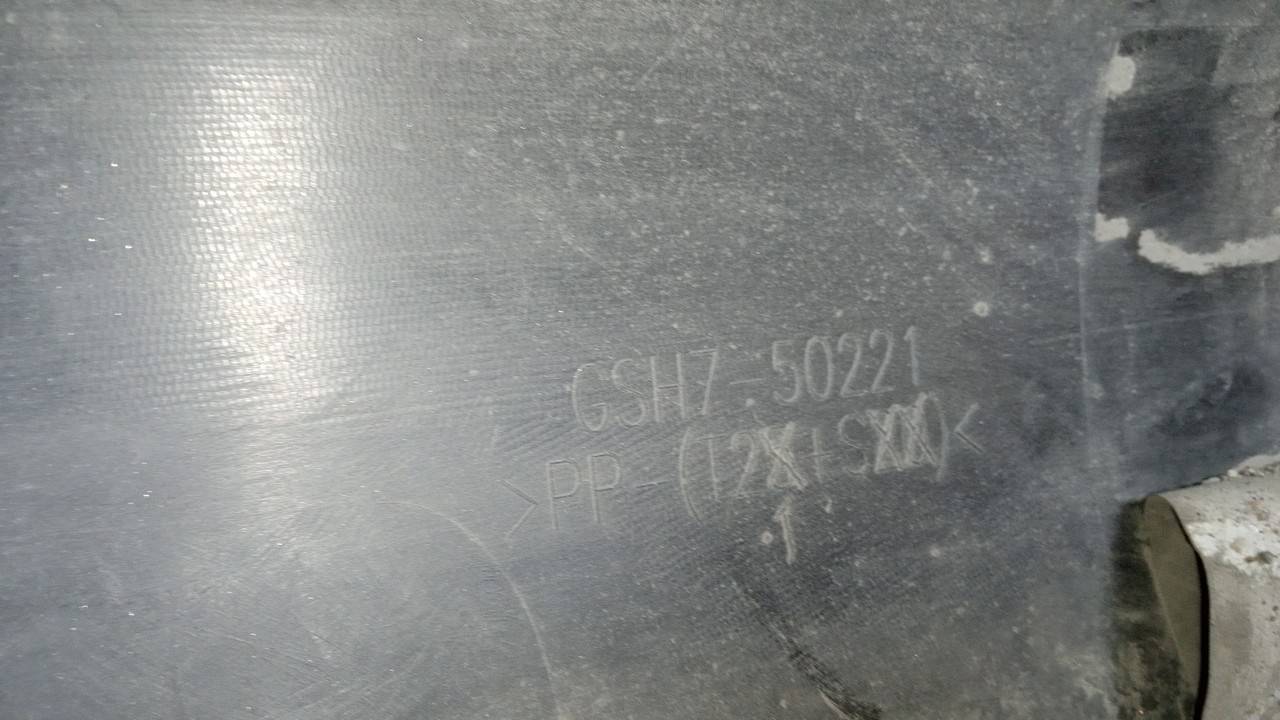 GSH7-50221
>PP-(T2X+SXX)<
1